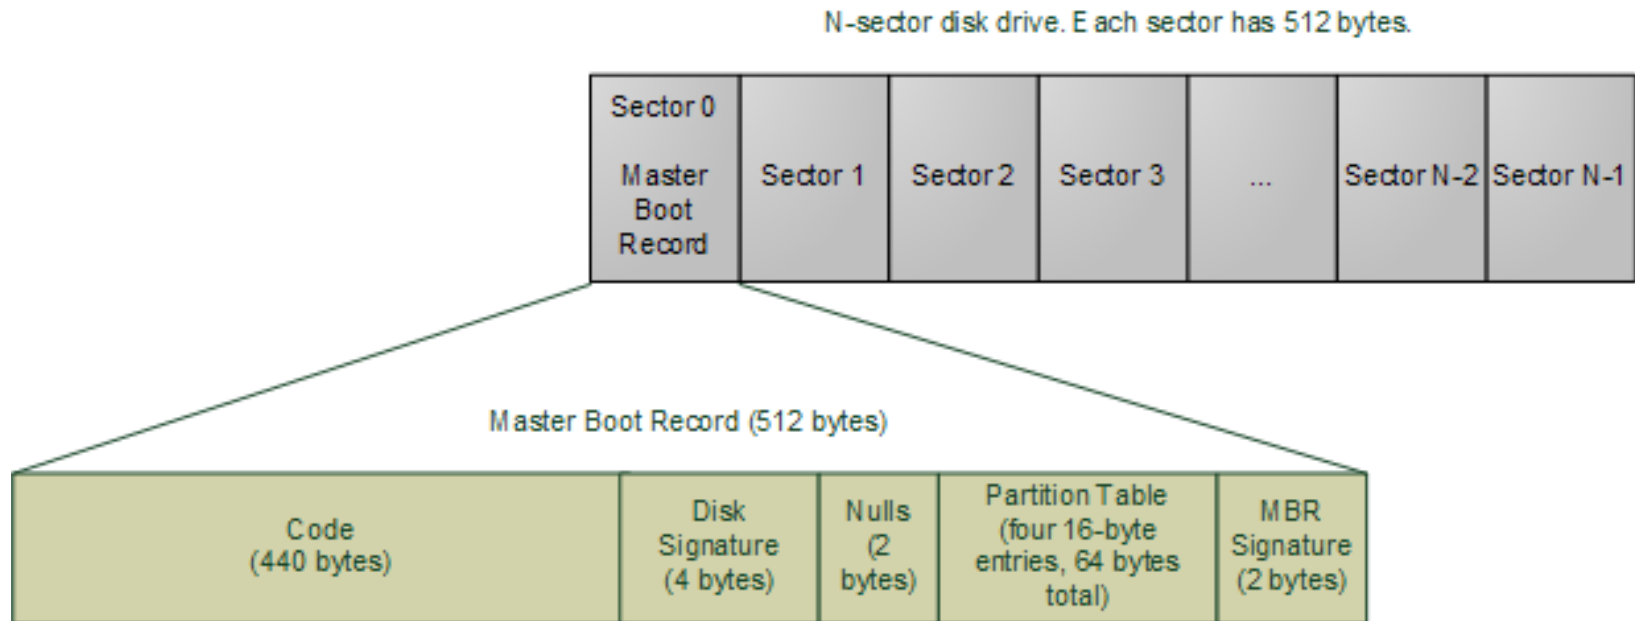 N-sector disk drive. Each sector has 512 bytes.
Sector 0
Master
Boot
Record
Sector 1
Sector 2
Sector 3
...
Sector N-2
Sector N-1
Master Boot Record (512 bytes)
Code
(440 bytes)
Disk
Signature
(4 bytes)
Nulls
(2
bytes)
Partition Table
(four 16-byte
entries, 64 bytes
total)
MBR
Signature
(2 bytes)